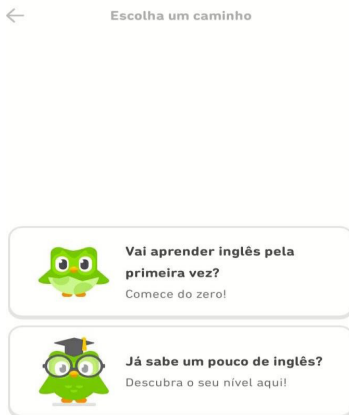 Escolha um caminho
Vai aprender inglês pela
primeira vez?
Comece do zero!
Já sabe um pouco de inglês?
Descubra o seu nível aqui!